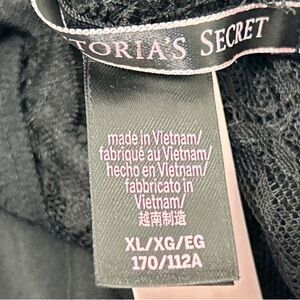 TORIA'S SECRET
made in Vietnam/
fabriqué au Vietnam/
hecho en Vietnam/
fabbricato in
Vietnam/
越南制造
XL/XG/EG
170/112A